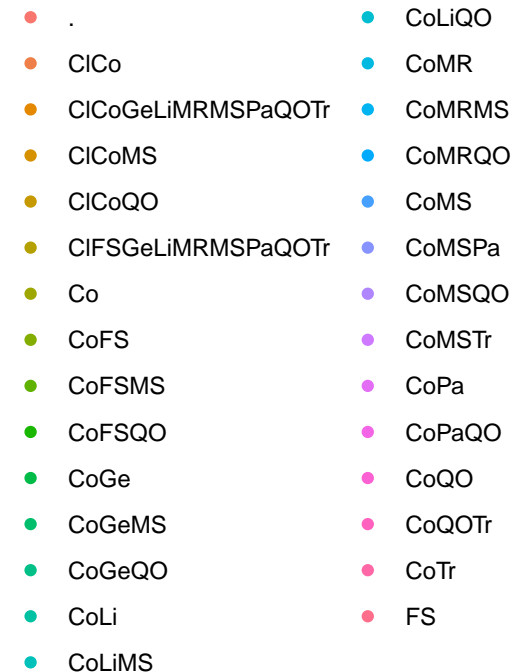 .
ClCo
ClCoGeLiMRMSPaQOTr
ClCoMS
ClCoQO
ClFSGeLiMRMSPaQOTr
Co
CoFS
CoFSMS
CoFSQO
CoGe
CoGeMS
CoGeQO
CoLi
CoLiMS
CoLiQO
CoMR
CoMRMS
CoMRQO
CoMS
CoMSPa
CoMSQO
CoMSTr
CoPa
CoPaQO
CoQO
CoQOTr
CoTr
FS